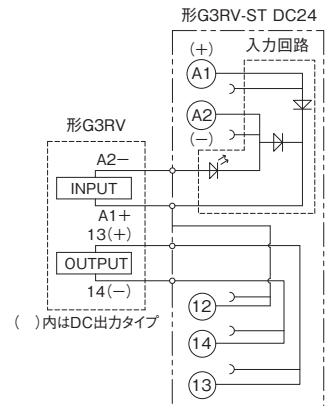 形G3RV-ST DC24
(+)
入力回路
A1
形G3RV
A2
(−)
A2−
INPUT
A1+
13(+)
OUTPUT
14(−)
(　)内はDC出力タイプ
12
14
13